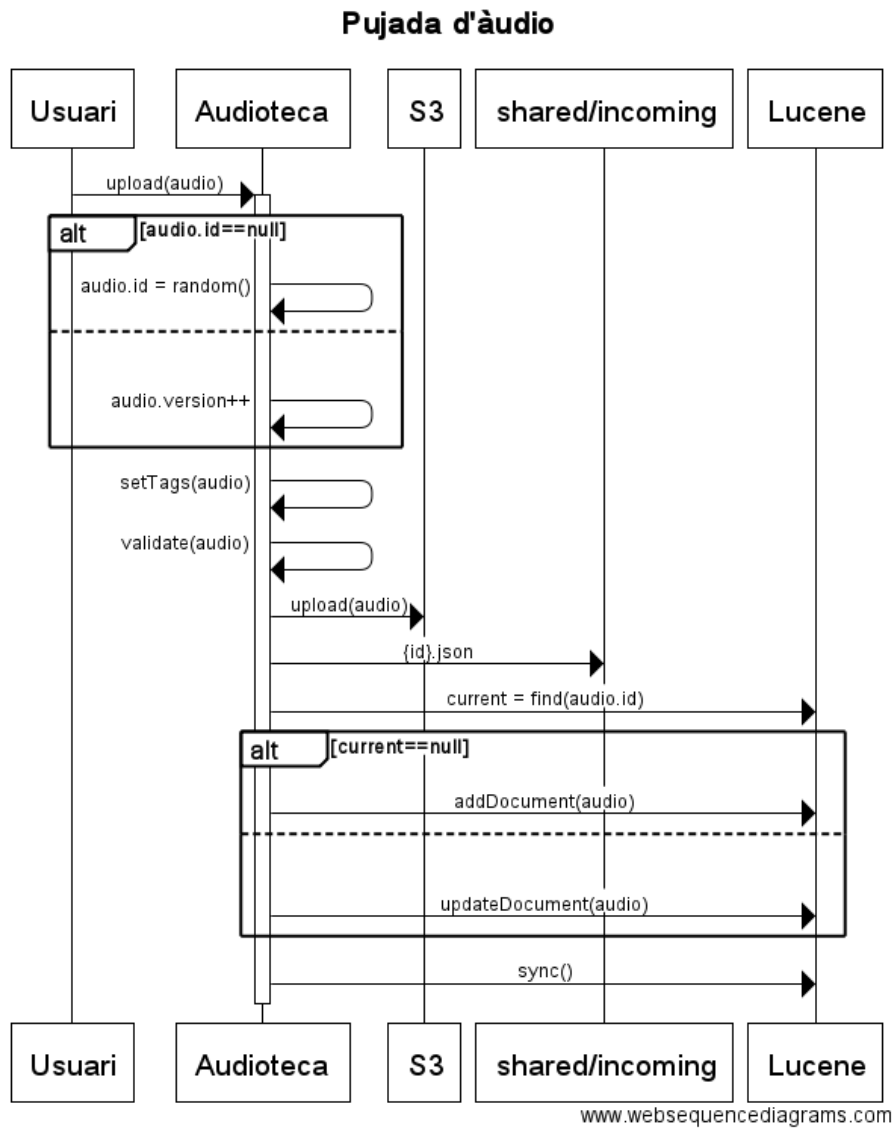 Pujada d'àudio
Usuari
Audioteca
S3
shared/incoming
Lucene
upload(audio)
alt
[audio.id==null]
audio.id = random()
audio.version++
setTags(audio)
validate(audio)
upload(audio)
{id}.json
current = find(audio.id)
alt
[current==null]
addDocument(audio)
updateDocument(audio)
sync()
Usuari
Audioteca
S3
shared/incoming
Lucene
www.websequencediagrams.com